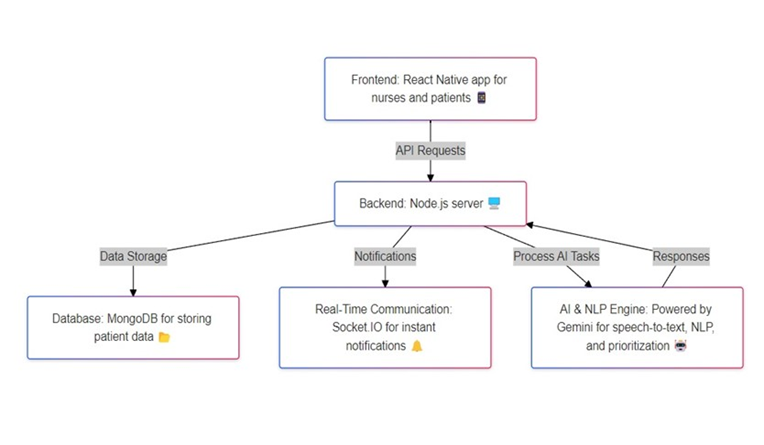 Frontend: React Native app for
nurses and patients 📱
API Requests
Backend: Node.js server 🖥️
Data Storage
Notifications
Process AI Tasks
Responses
Database: MongoDB for storing
patient data 📂
Real-Time Communication:
Socket.IO for instant
notifications 🔔
AI & NLP Engine: Powered by
Gemini for speech-to-text, NLP,
and prioritization 🤖